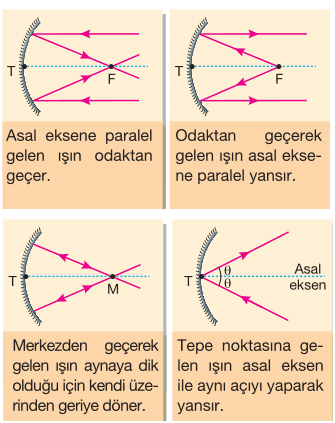 T
F
Asal eksene paralel
gelen ışın odaktan
geçer.
T
F
Odaktan geçerek
gelen ışın asal ekse-
ne paralel yansır.
T
M
Merkezden geçerek
gelen ışın aynaya dik
olduğu için kendi üze-
rinden geriye döner.
T
θ
θ
Asal
eksen
Tepe noktasına ge-
len ışın asal eksen
ile aynı açıyı yaparak
yansır.